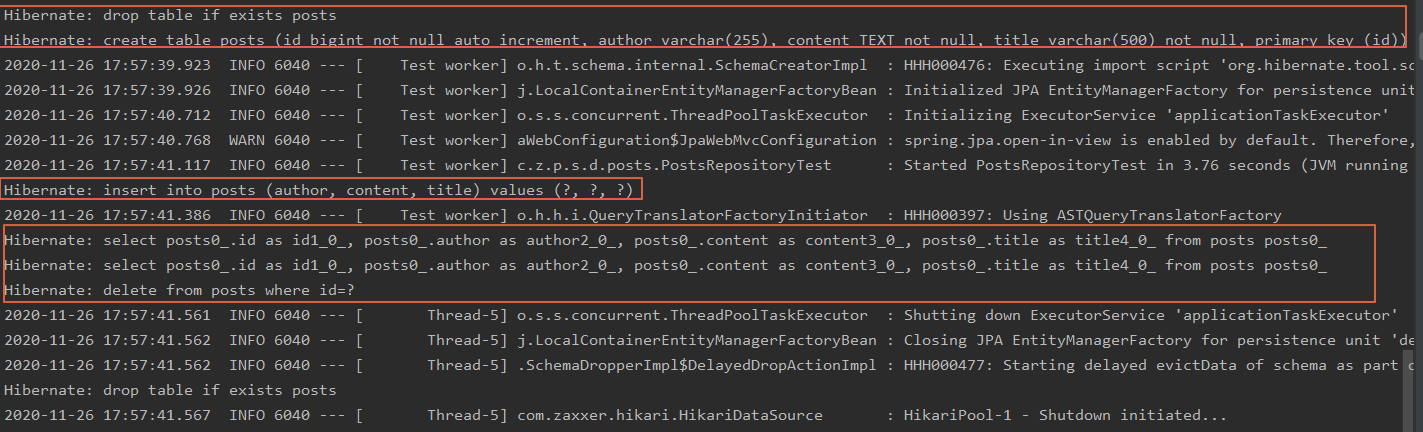 Hibernate: drop table if exists posts
Hibernate: create table posts (id bigint not null auto_increment, author varchar(255), content TEXT not null, title varchar(500) not null, primary key (id))
2020-11-26 17:57:39.923  INFO 6040 --- [    Test worker] o.h.t.schema.internal.SchemaCreatorImpl  : HHH000476: Executing import script 'org.hibernate.tool.sc
2020-11-26 17:57:39.926  INFO 6040 --- [    Test worker] j.LocalContainerEntityManagerFactoryBean : Initialized JPA EntityManagerFactory for persistence unit
2020-11-26 17:57:40.712  INFO 6040 --- [    Test worker] o.s.s.concurrent.ThreadPoolTaskExecutor  : Initializing ExecutorService 'applicationTaskExecutor'
2020-11-26 17:57:40.768  WARN 6040 --- [    Test worker] aWebConfiguration$JpaWebMvcConfiguration : spring.jpa.open-in-view is enabled by default. Therefore,
2020-11-26 17:57:41.117  INFO 6040 --- [    Test worker] c.z.p.s.d.posts.PostsRepositoryTest      : Started PostsRepositoryTest in 3.76 seconds (JVM running
Hibernate: insert into posts (author, content, title) values (?, ?, ?)
2020-11-26 17:57:41.386  INFO 6040 --- [    Test worker] o.h.h.i.QueryTranslatorFactoryInitiator  : HHH000397: Using ASTQueryTranslatorFactory
Hibernate: select posts0_.id as id1_0_, posts0_.author as author2_0_, posts0_.content as content3_0_, posts0_.title as title4_0_ from posts posts0_
Hibernate: select posts0_.id as id1_0_, posts0_.author as author2_0_, posts0_.content as content3_0_, posts0_.title as title4_0_ from posts posts0_
Hibernate: delete from posts where id=?
2020-11-26 17:57:41.561  INFO 6040 --- [       Thread-5] o.s.s.concurrent.ThreadPoolTaskExecutor  : Shutting down ExecutorService 'applicationTaskExecutor'
2020-11-26 17:57:41.562  INFO 6040 --- [       Thread-5] j.LocalContainerEntityManagerFactoryBean : Closing JPA EntityManagerFactory for persistence unit 'de
2020-11-26 17:57:41.562  INFO 6040 --- [       Thread-5] .SchemaDropperImpl$DelayedDropActionImpl : HHH000477: Starting delayed evictData of schema as part o
Hibernate: drop table if exists posts
2020-11-26 17:57:41.567  INFO 6040 --- [       Thread-5] com.zaxxer.hikari.HikariDataSource       : HikariPool-1 - Shutdown initiated...